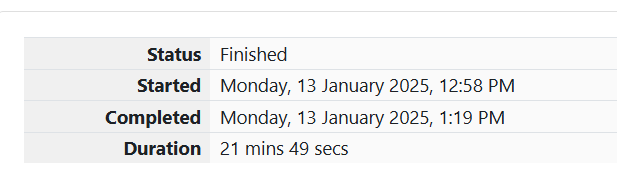 Status Finished
Started Monday, 13 January 2025, 12:58 PM
Completed Monday, 13 January 2025, 1:19 PM
Duration 21 mins 49 secs